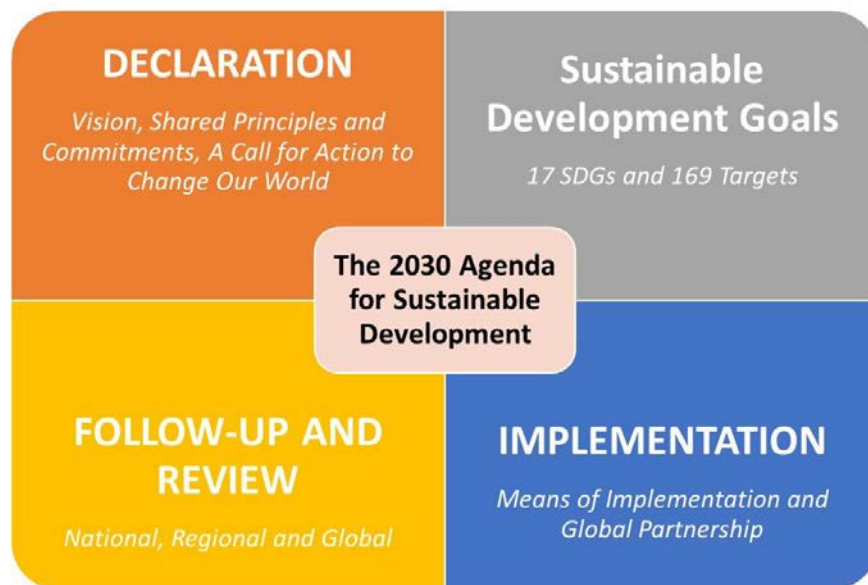 DECLARATION
Vision, Shared Principles and
Commitments, A Call for Action to
Change Our World
Sustainable
Development Goals
17 SDGs and 169 Targets
The 2030 Agenda
for Sustainable
Development
FOLLOW-UP AND
REVIEW
National, Regional and Global
IMPLEMENTATION
Means of Implementation and
Global Partnership